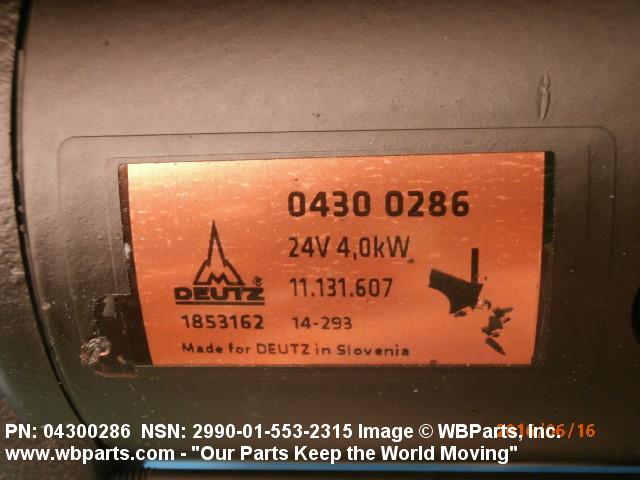 0430 0286
24V 4,0kW
DEUTZ
11.131.607
1853162 14-293
Made for DEUTZ in Slovenia
PN: 04300286 NSN: 2990-01-553-2315 Image © WBParts, Inc.
www.wbparts.com - "Our Parts Keep the World Moving"